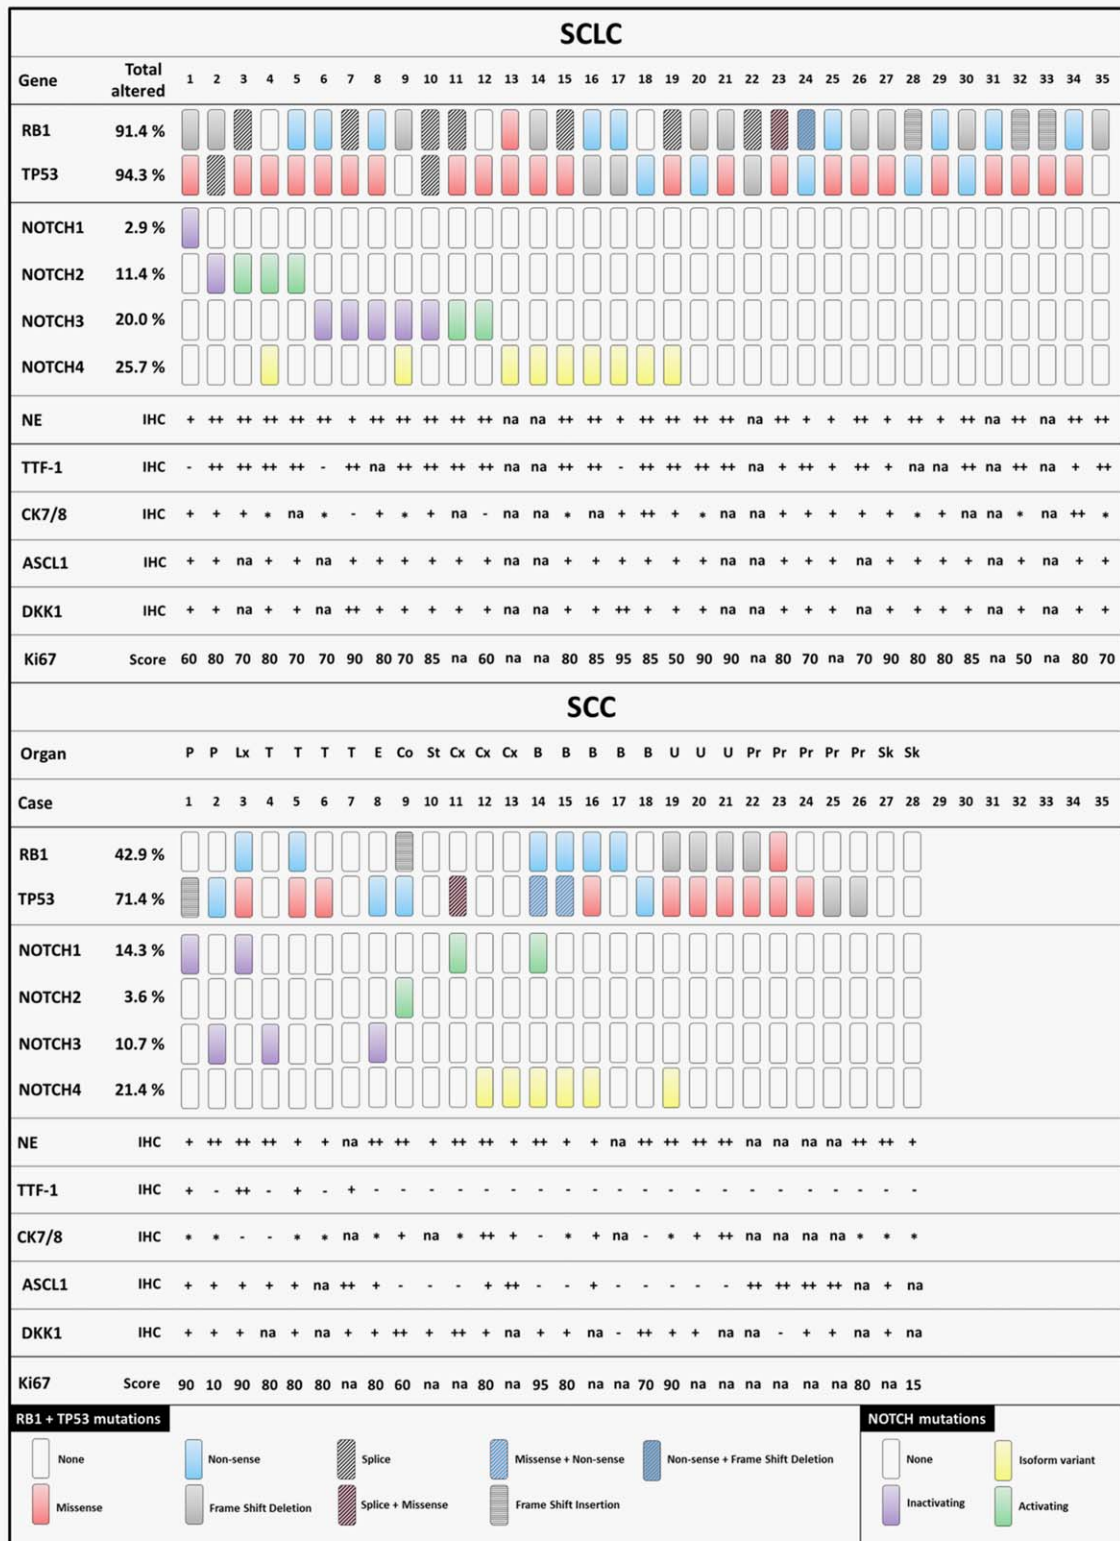 SCLC
Gene Total altered 1 2 3 4 5 6 7 8 9 10 11 12 13 14 15 16 17 18 19 20 21 22 23 24 25 26 27 28 29 30 31 32 33 34 35
RB1 91.4 %
TP53 94.3 %
NOTCH1 2.9 %
NOTCH2 11.4 %
NOTCH3 20.0 %
NOTCH4 25.7 %
NE IHC + ++ ++ ++ ++ ++ + ++ ++ ++ ++ ++ na na ++ ++ + ++ ++ ++ ++ na ++ + + ++ + ++ + ++ na ++ na ++ ++
TTF-1 IHC - ++ ++ ++ ++ - ++ na ++ ++ ++ ++ na na ++ ++ - ++ ++ ++ ++ na + ++ + ++ + na na ++ na ++ na + ++
CK7/8 IHC + + + * na * - + * + na - na na * na + ++ + * na na + + + + + * + na na * na ++ *
ASCL1 IHC + + na + + na + + + + + + na na + + + + + + na na + + + na + + + + na + na + +
DKK1 IHC + + na + + na ++ + + + + + na na + + ++ + + + na na + + + na + + + + na + na + +
Ki67 Score 60 80 70 80 70 70 90 80 70 85 na 60 na na 80 85 95 85 50 90 90 na 80 70 na 70 90 80 80 85 na 50 na 80 70
SCC
Organ P P Lx T T T T E Co St Cx Cx Cx B B B B B U U U Pr Pr Pr Pr Pr Sk Sk
Case 1 2 3 4 5 6 7 8 9 10 11 12 13 14 15 16 17 18 19 20 21 22 23 24 25 26 27 28 29 30 31 32 33 34 35
RB1 42.9 %
TP53 71.4 %
NOTCH1 14.3 %
NOTCH2 3.6 %
NOTCH3 10.7 %
NOTCH4 21.4 %
NE IHC + ++ ++ ++ + + na ++ ++ + ++ ++ + ++ + + na ++ ++ ++ ++ na na na na ++ ++ +
TTF-1 IHC + - ++ - + - + - - - - - - - - - - - - - - - - - - - - -
CK7/8 IHC * * - - * * na * + na * ++ + - * + na - * + ++ na na na na * * *
ASCL1 IHC + + + + + na ++ + - - - + ++ - - + - - - - - ++ ++ ++ ++ na + na
DKK1 IHC + + + na + na + + ++ + ++ + na + + na - ++ + + na na - + + na + na
Ki67 Score 90 10 90 80 80 80 na 80 60 na na 80 na 95 80 na na 70 90 na na na na na na 80 na 15
RB1 + TP53 mutations
None
Non-sense
Splice
Missense + Non-sense
Non-sense + Frame Shift Deletion
Missense
Frame Shift Deletion
Splice + Missense
Frame Shift Insertion
NOTCH mutations
None
Isoform variant
Inactivating
Activating